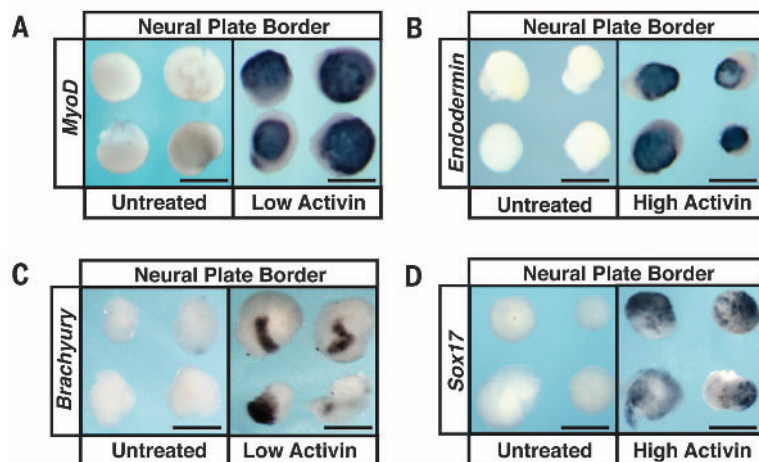 A
Neural Plate Border
MyoD
Untreated
Low Activin
B
Neural Plate Border
Endodermin
Untreated
High Activin
C
Neural Plate Border
Brachyury
Untreated
Low Activin
D
Neural Plate Border
Sox17
Untreated
High Activin